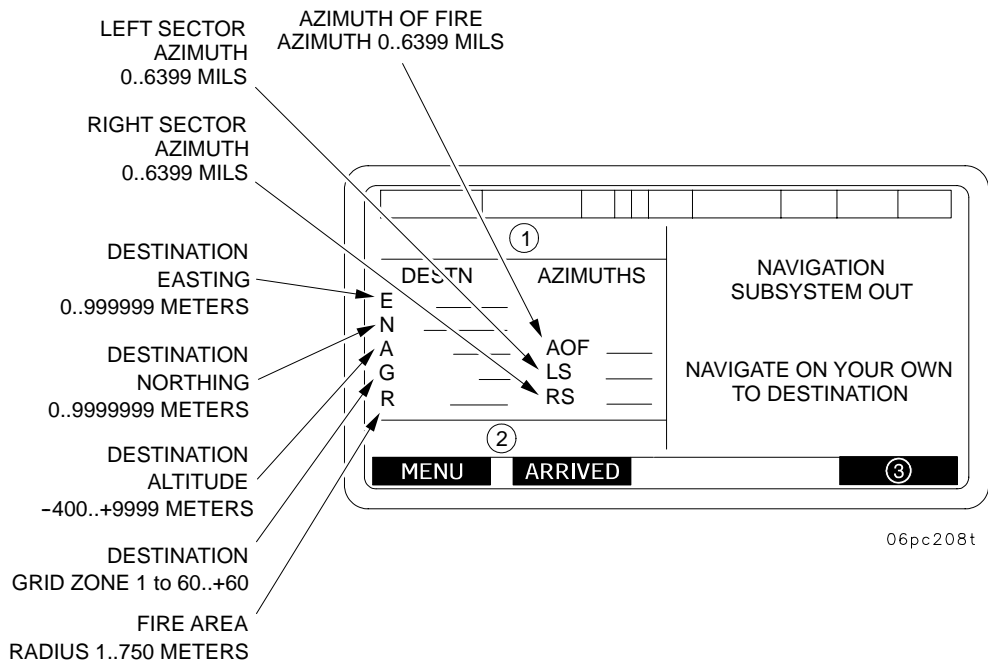 LEFT SECTOR
AZIMUTH
0..6399 MILS
AZIMUTH OF FIRE
AZIMUTH 0..6399 MILS
RIGHT SECTOR
AZIMUTH
0..6399 MILS
DESTINATION
EASTING
0..999999 METERS
DESTINATION
NORTHING
0..9999999 METERS
DESTINATION
ALTITUDE
-400..+9999 METERS
DESTINATION
GRID ZONE 1 to 60..+60
FIRE AREA
RADIUS 1..750 METERS
1
DESTN AZIMUTHS
E
N
A AOF
G LS
R RS
2
NAVIGATION
SUBSYSTEM OUT
NAVIGATE ON YOUR OWN
TO DESTINATION
MENU ARRIVED 3
06pc208t